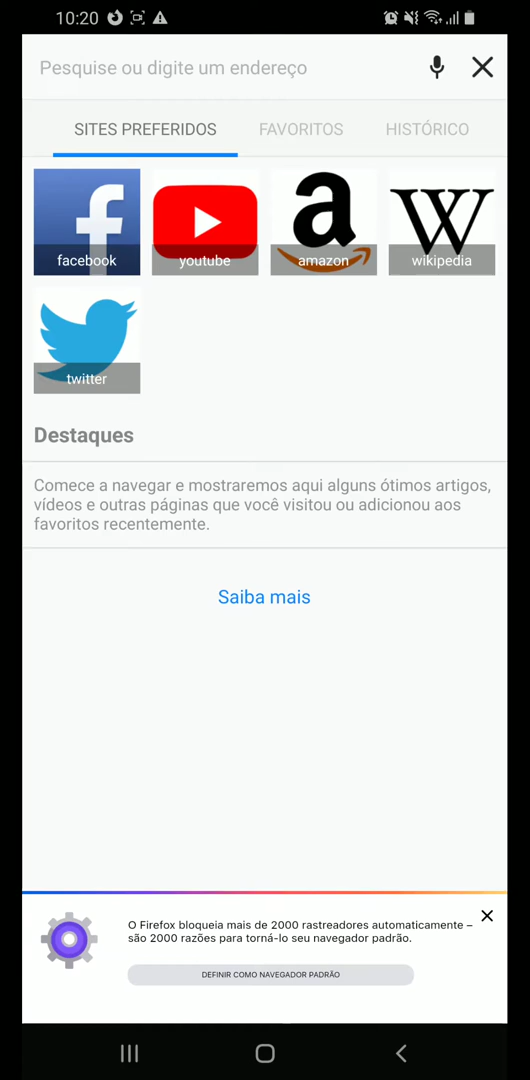 10:20
Pesquise ou digite um endereço
SITES PREFERIDOS FAVORITOS HISTÓRICO
facebook youtube amazon wikipedia
twitter
Destaques
Comece a navegar e mostraremos aqui alguns ótimos artigos,
vídeos e outras páginas que você visitou ou adicionou aos
favoritos recentemente.
Saiba mais
O Firefox bloqueia mais de 2000 rastreadores automaticamente –
são 2000 razões para torná-lo seu navegador padrão.
DEFINIR COMO NAVEGADOR PADRÃO